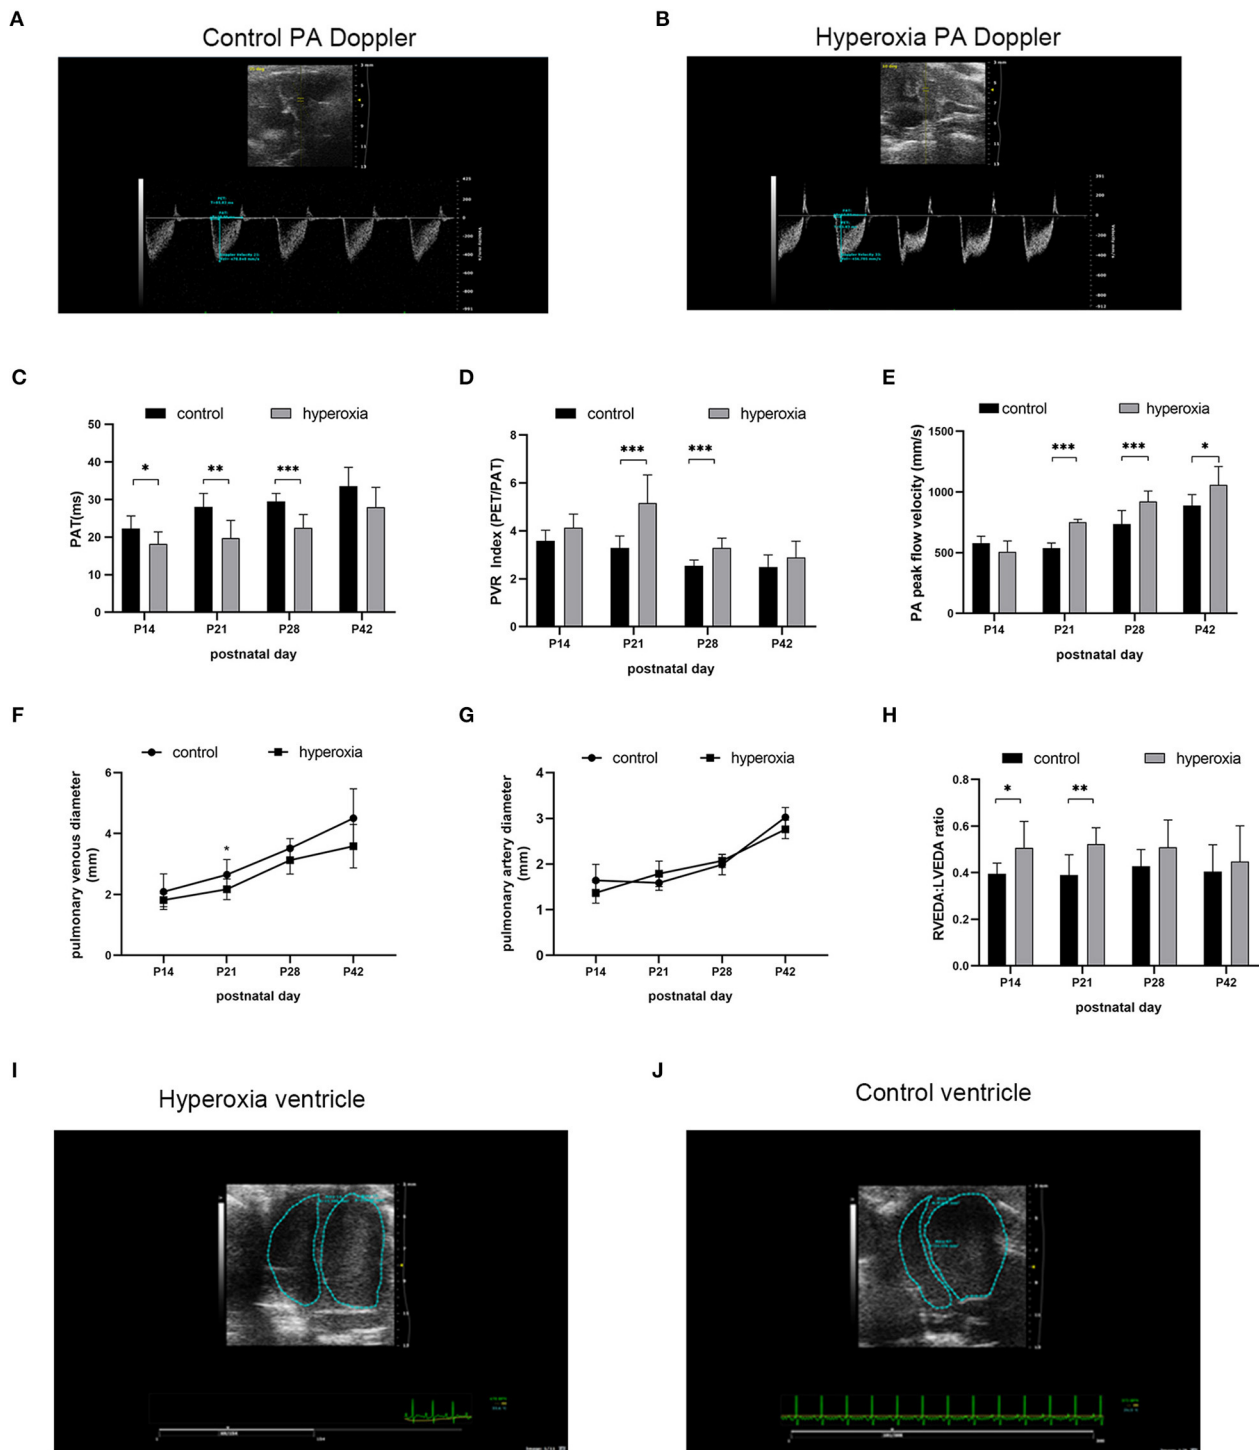 A
B
Control PA Doppler
Hyperoxia PA Doppler
C
D
E
control hyperoxia
control hyperoxia
control hyperoxia
PAT(ms)
50
40
30
20
10
0
* ** ***
P14 P21 P28 P42
postnatal day
PVR Index (PET/PAT)
8
6
4
2
0
*** ***
P14 P21 P28 P42
postnatal day
PA peak flow velocity (mm/s)
1500
1000
500
0
*** *** *
P14 P21 P28 P42
postnatal day
F
G
H
control hyperoxia
control hyperoxia
control hyperoxia
pulmonary venous diameter
(mm)
6
4
2
0
*
P14 P21 P28 P42
postnatal day
pulmonary artery diameter
(mm)
4
3
2
1
0
P14 P21 P28 P42
postnatal day
RVEDA:LVEDA ratio
0.8
0.6
0.4
0.2
0.0
* **
P14 P21 P28 P42
postnatal day
I
J
Hyperoxia ventricle
Control ventricle